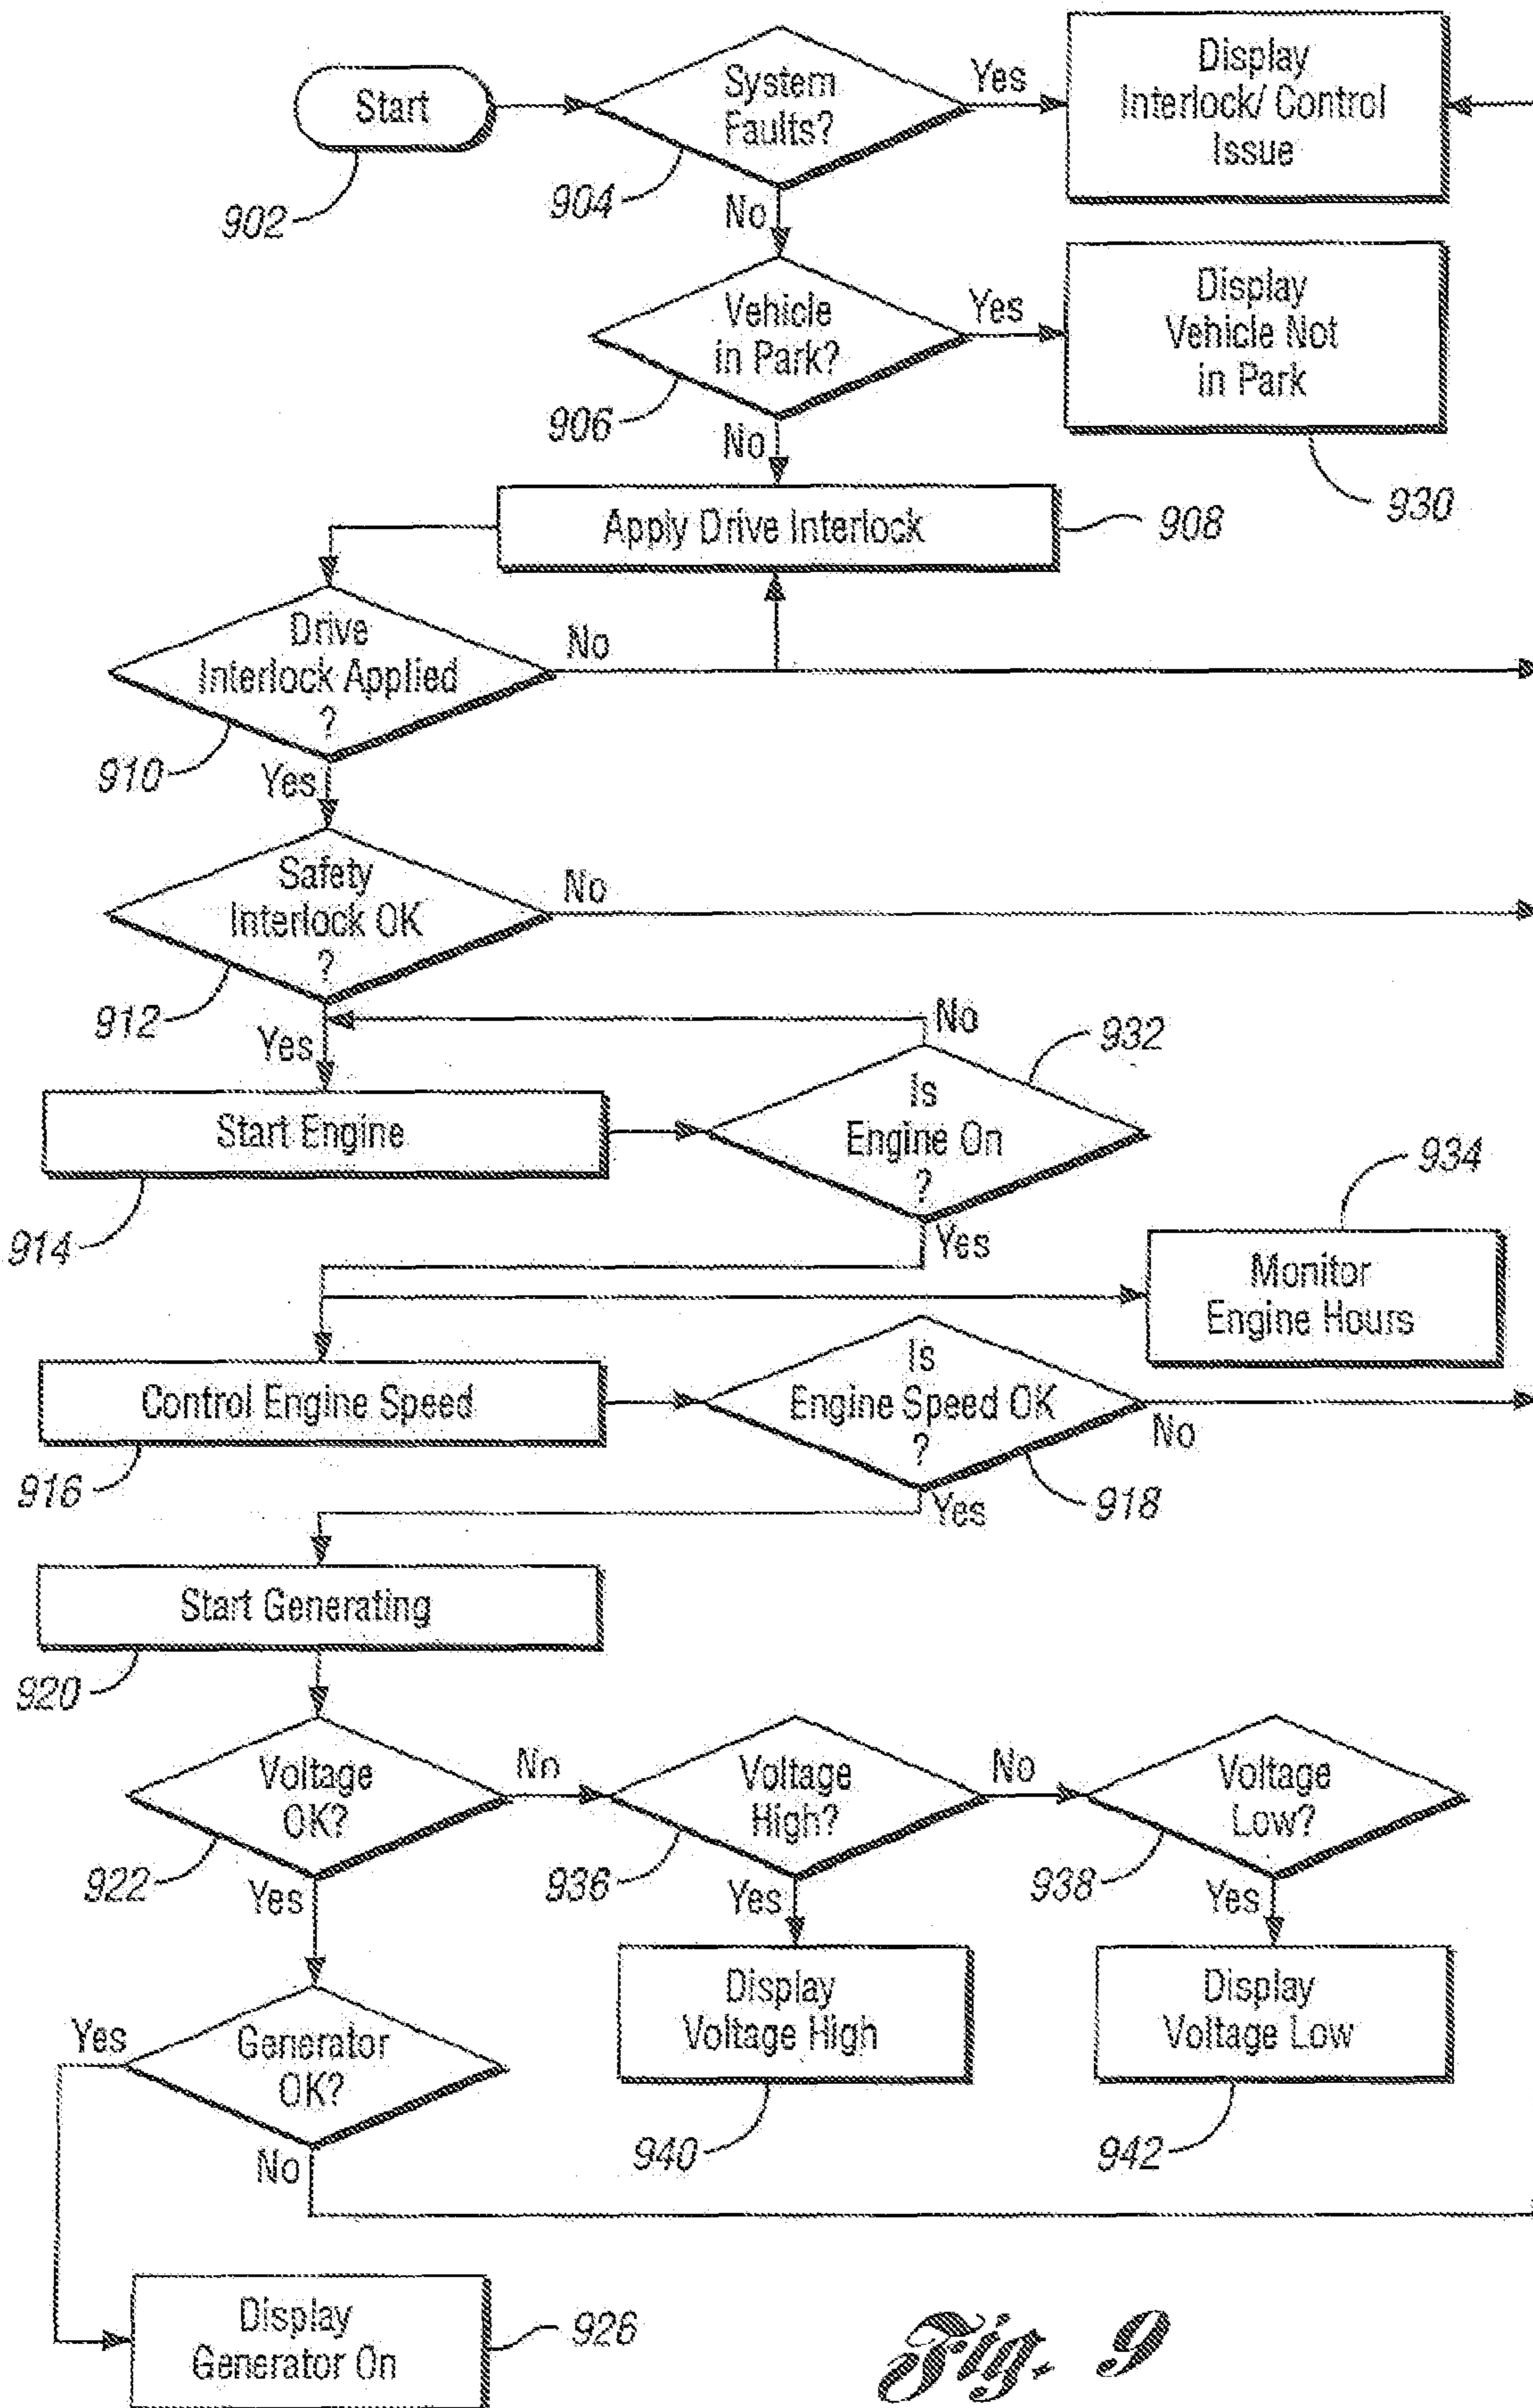 Start
902
System
Faults?
904
Yes
No
Display
Interlock/ Control
Issue
Vehicle
in Park?
906
Yes
No
Display
Vehicle Not
in Park
930
Apply Drive Interlock
908
Drive
Interlock Applied
?
910
No
Yes
Safety
Interlock OK
?
912
No
Yes
Start Engine
914
No
932
Is
Engine On
?
Yes
934
Monitor
Engine Hours
Control Engine Speed
916
Is
Engine Speed OK
?
No
918
Yes
Start Generating
920
Voltage
OK?
922
No
Yes
Voltage
High?
936
No
Yes
Voltage
Low?
938
Yes
Generator
OK?
Yes
No
Display
Voltage High
940
Display
Voltage Low
942
Display
Generator On
926
Fig. 9